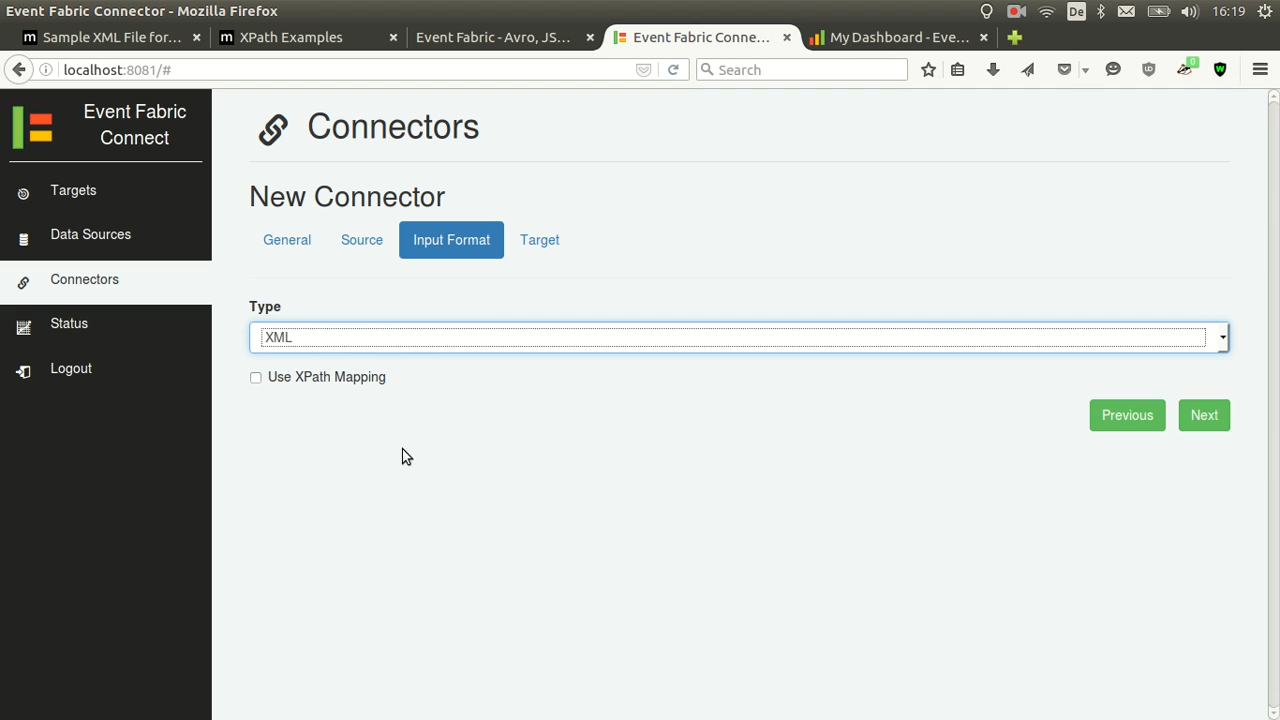 Event Fabric Connector - Mozilla Firefox
De
16:19
m Sample XML File for...
m XPath Examples
Event Fabric - Avro, JS...
Event Fabric Conne...
My Dashboard - Eve...
localhost:8081/#
Search
0
Event Fabric
Connect
Targets
Data Sources
Connectors
Status
Logout
Connectors
New Connector
General
Source
Input Format
Target
Type
XML
Use XPath Mapping
Previous
Next